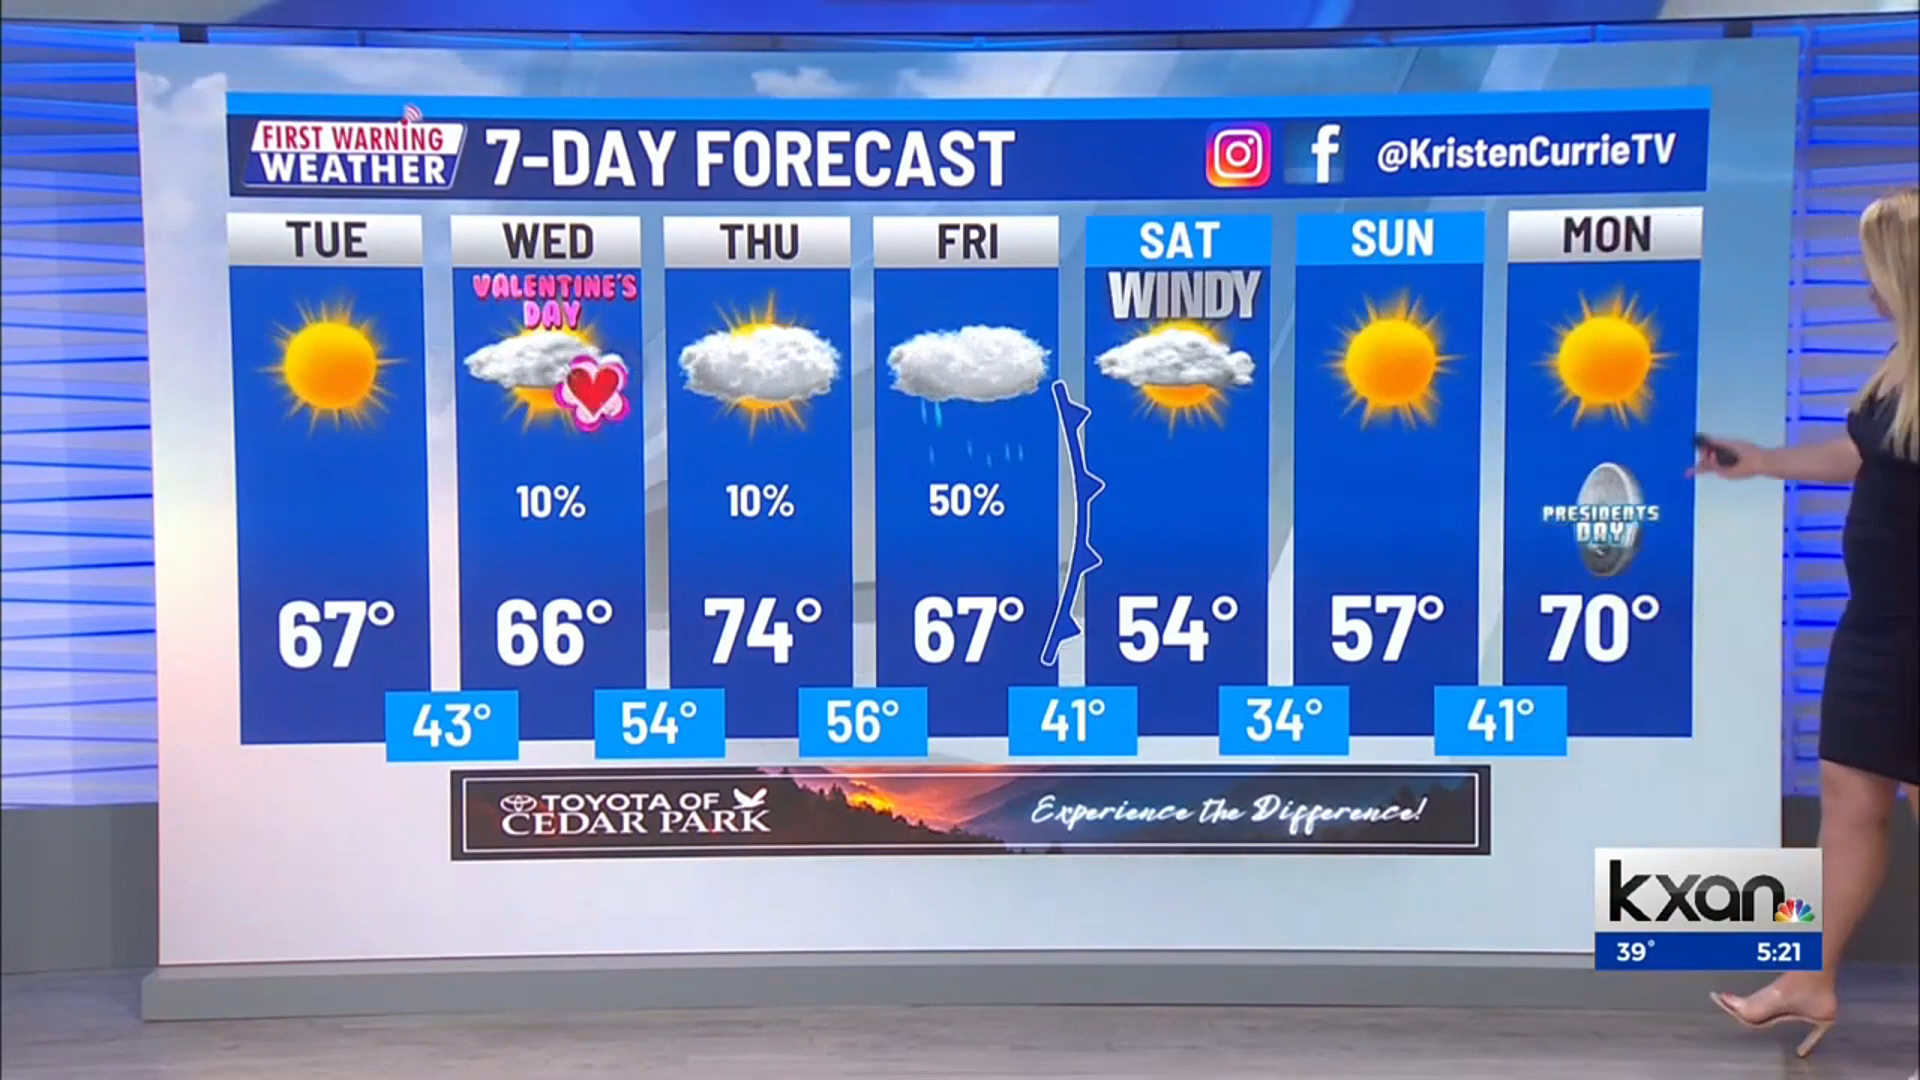 FIRST WARNING
WEATHER
7-DAY FORECAST
@KristenCurrieTV
TUE
WED
THU
FRI
SAT
SUN
MON
VALENTINE'S
DAY
WINDY
10%
10%
50%
PRESIDENTS
DAY
67°
66°
74°
67°
54°
57°
70°
43°
54°
56°
41°
34°
41°
TOYOTA OF
CEDAR PARK
Experience the Difference!
kxan
39°
5:21